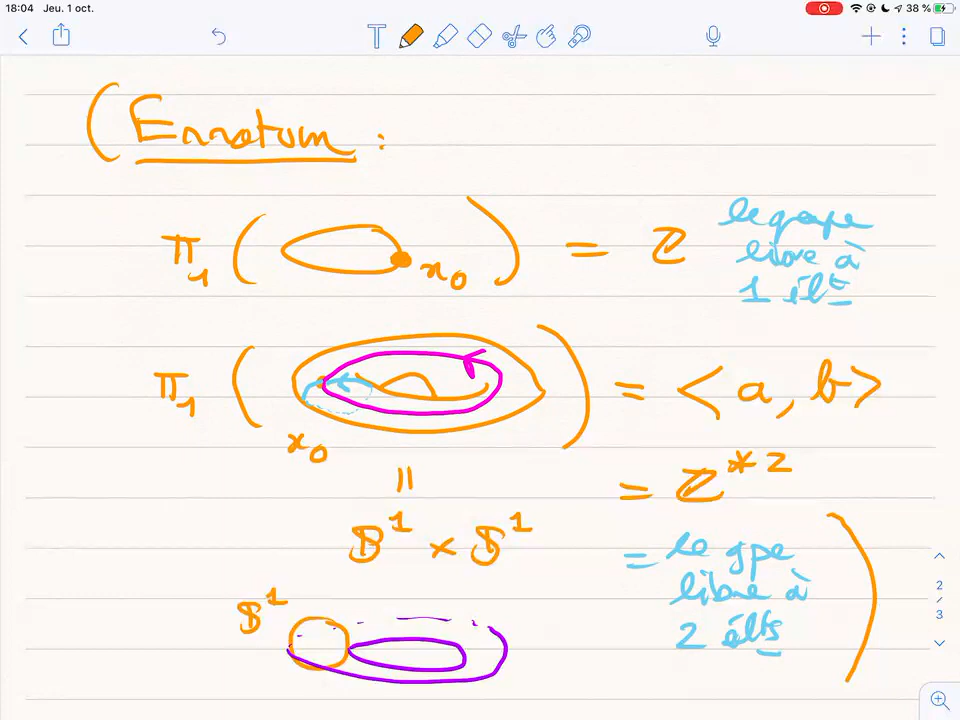 18:04 Jeu. 1 oct.
38 %
(Erratum :
π₁ ( x₀ ) = ℤ
le groupe
libre à
1 élt
π₁ ( x₀ ) = <a, b>
= ℤ*²
|| 
𝕊¹ × 𝕊¹
= le gpe
libre à
2 élts )
𝕊¹
2
/
3